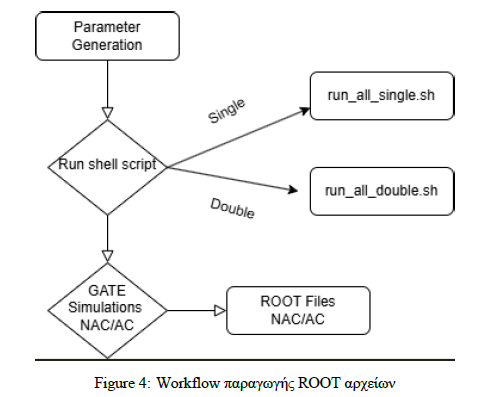 Parameter
Generation
Single
run_all_single.sh
Run shell script
run_all_double.sh
Double
GATE
Simulations
NAC/AC
ROOT Files
NAC/AC
Figure 4: Workflow παραγωγής ROOT αρχείων